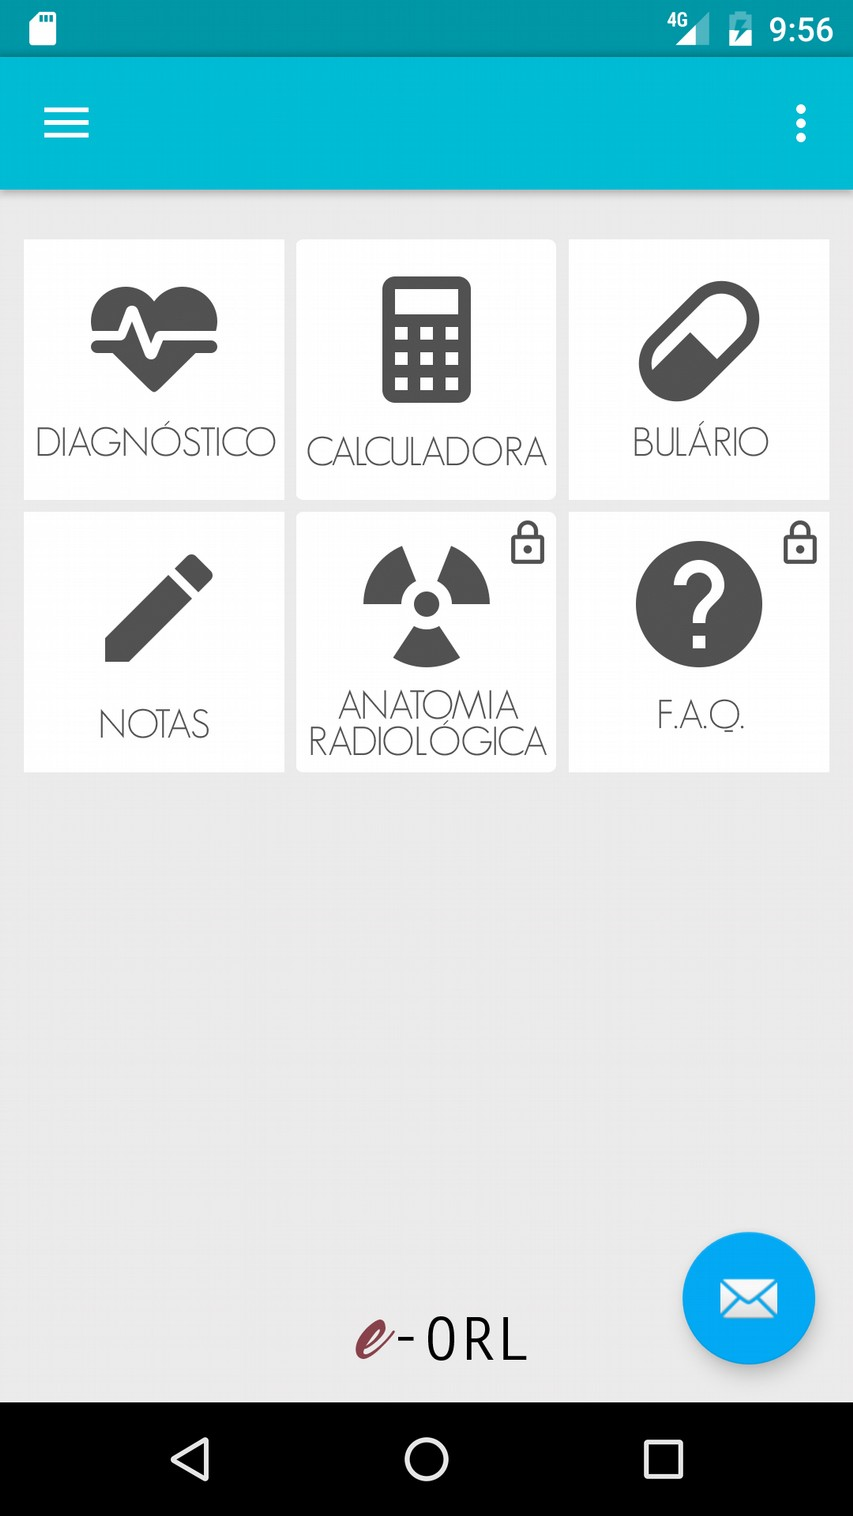 4G 9:56
DIAGNÓSTICO
CALCULADORA
BULÁRIO
NOTAS
ANATOMIA
RADIOLÓGICA
F.A.Q.
e-ORL